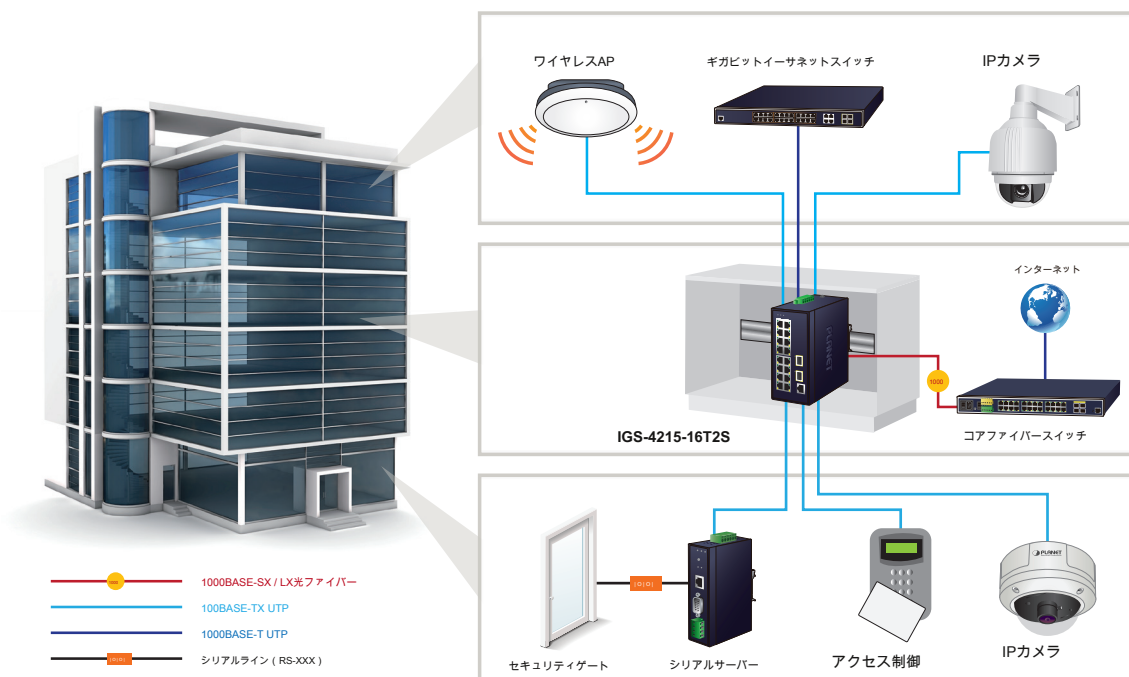 ワイヤレスAP
ギガビットイーサネットスイッチ
IPカメラ
インターネット
PLANET
1000
IGS-4215-16T2S
コアファイバースイッチ
PLANET
1000BASE-SX / LX光ファイバー
100BASE-TX UTP
1000BASE-T UTP
シリアルライン ( RS-XXX )
セキュリティゲート
シリアルサーバー
アクセス制御
IPカメラ